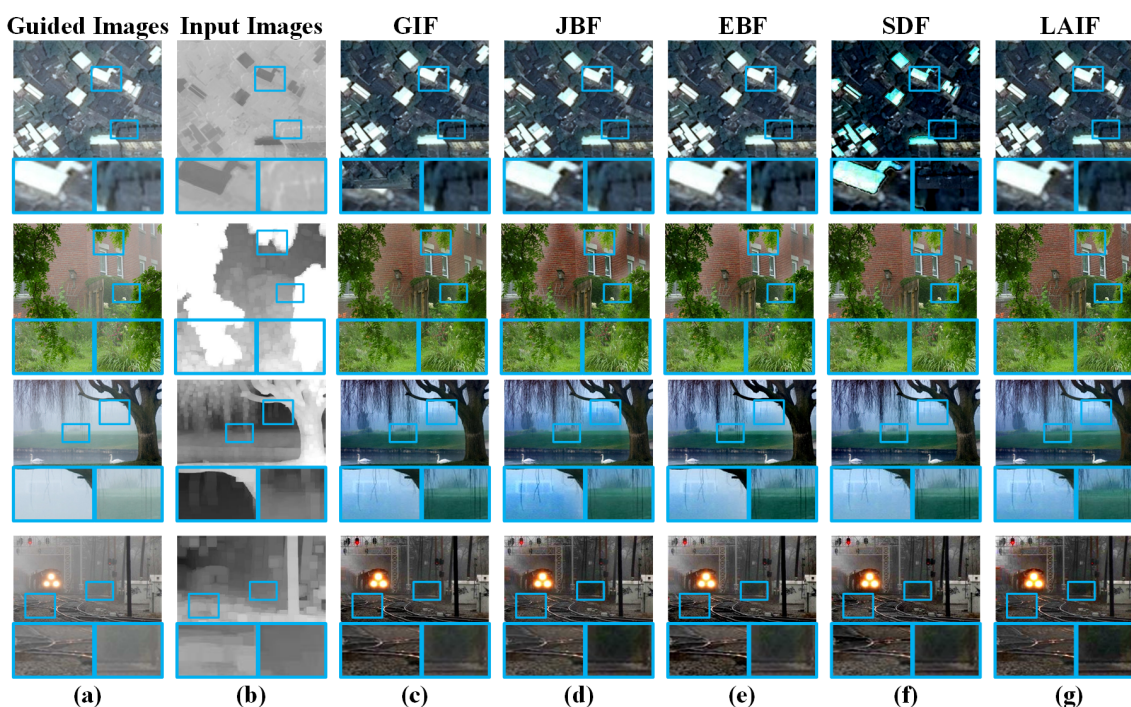 Guided Images Input Images GIF JBF EBF SDF LAIF
(a) (b) (c) (d) (e) (f) (g)